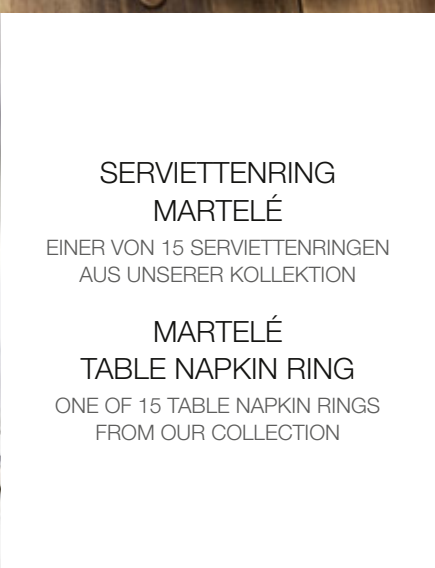 SERVIETTENRING
MARTELÉ
EINER VON 15 SERVIETTENRINGEN
AUS UNSERER KOLLEKTION
MARTELÉ
TABLE NAPKIN RING
ONE OF 15 TABLE NAPKIN RINGS
FROM OUR COLLECTION